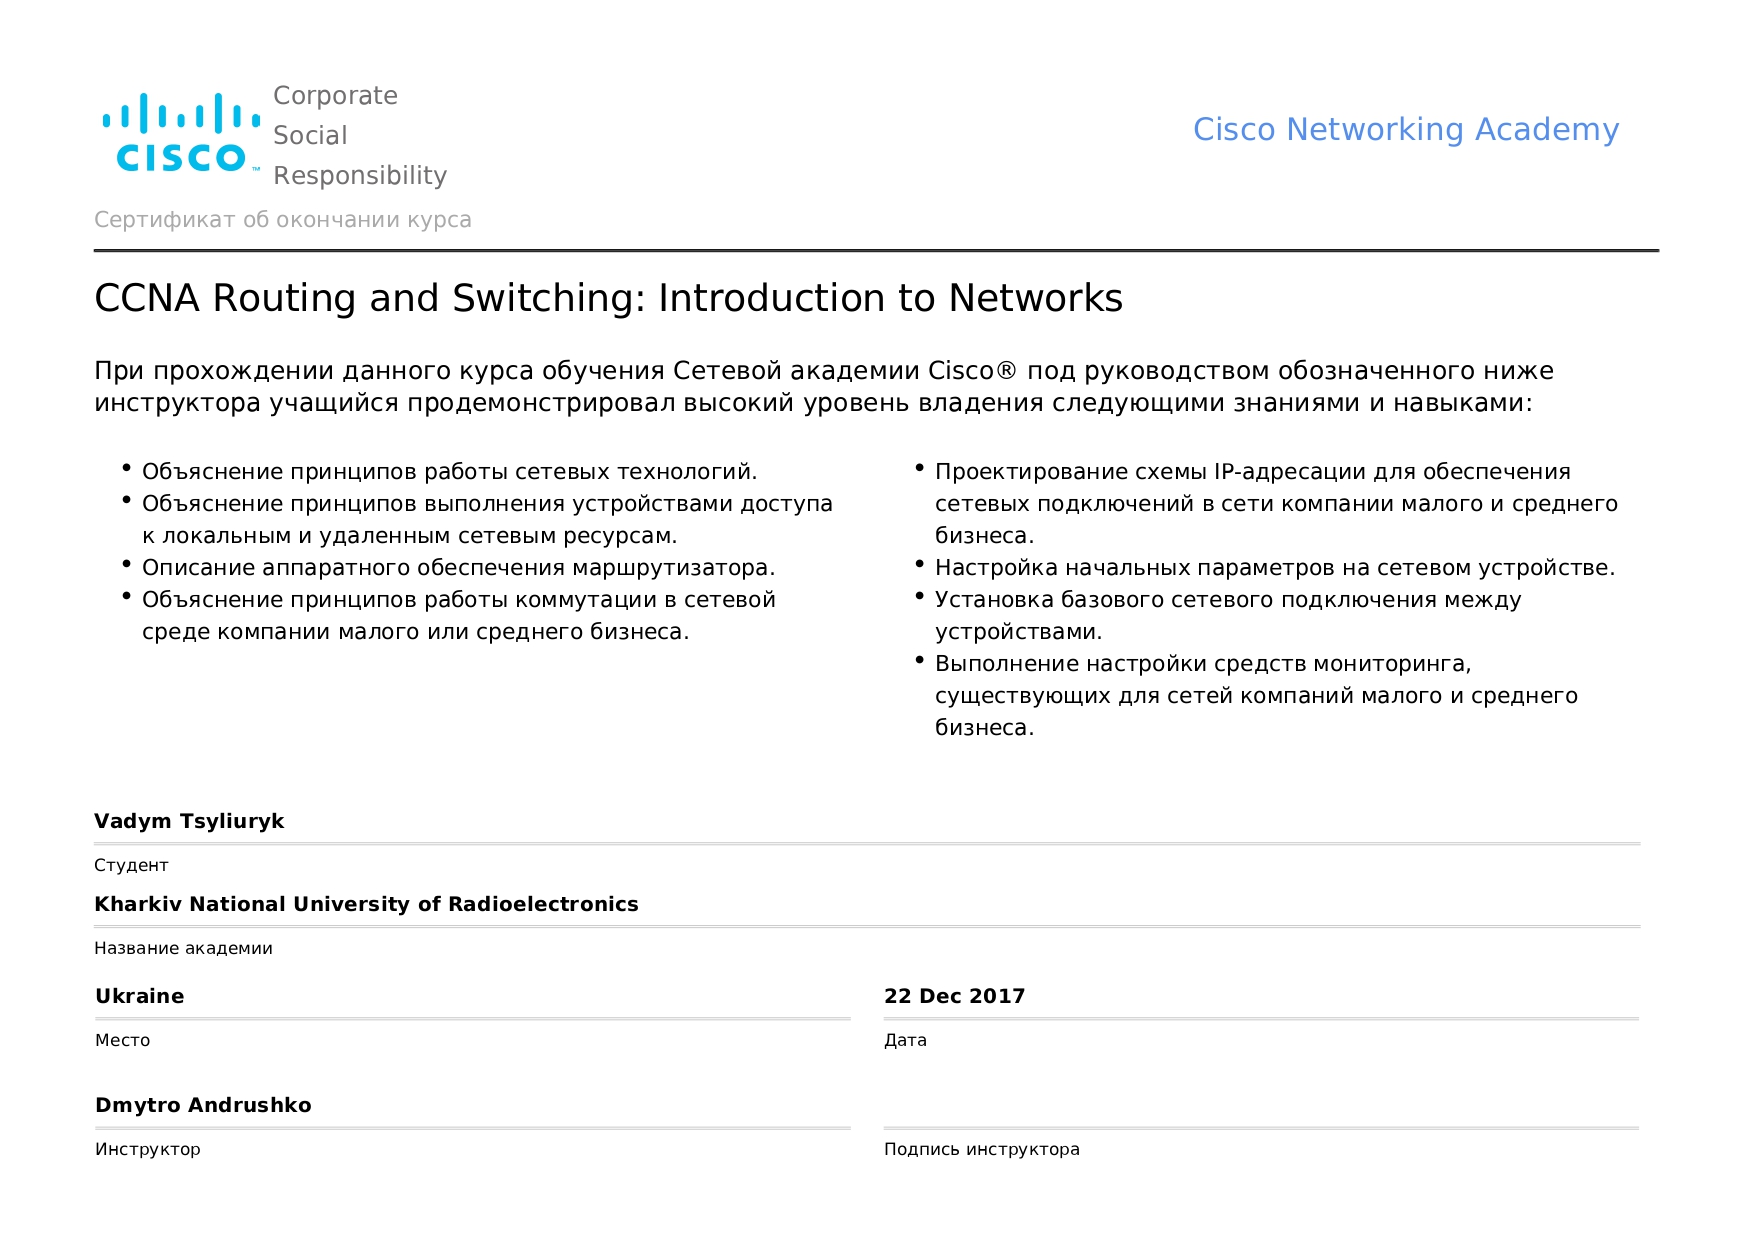 CISCO™
Corporate
Social
Responsibility
Cisco Networking Academy
Сертификат об окончании курса
CCNA Routing and Switching: Introduction to Networks
При прохождении данного курса обучения Сетевой академии Cisco® под руководством обозначенного ниже
инструктора учащийся продемонстрировал высокий уровень владения следующими знаниями и навыками:
• Объяснение принципов работы сетевых технологий.
• Объяснение принципов выполнения устройствами доступа
к локальным и удаленным сетевым ресурсам.
• Описание аппаратного обеспечения маршрутизатора.
• Объяснение принципов работы коммутации в сетевой
среде компании малого или среднего бизнеса.
• Проектирование схемы IP-адресации для обеспечения
сетевых подключений в сети компании малого и среднего
бизнеса.
• Настройка начальных параметров на сетевом устройстве.
• Установка базового сетевого подключения между
устройствами.
• Выполнение настройки средств мониторинга,
существующих для сетей компаний малого и среднего
бизнеса.
Vadym Tsyliuryk
Студент
Kharkiv National University of Radioelectronics
Название академии
Ukraine
Место
22 Dec 2017
Дата
Dmytro Andrushko
Инструктор
Подпись инструктора